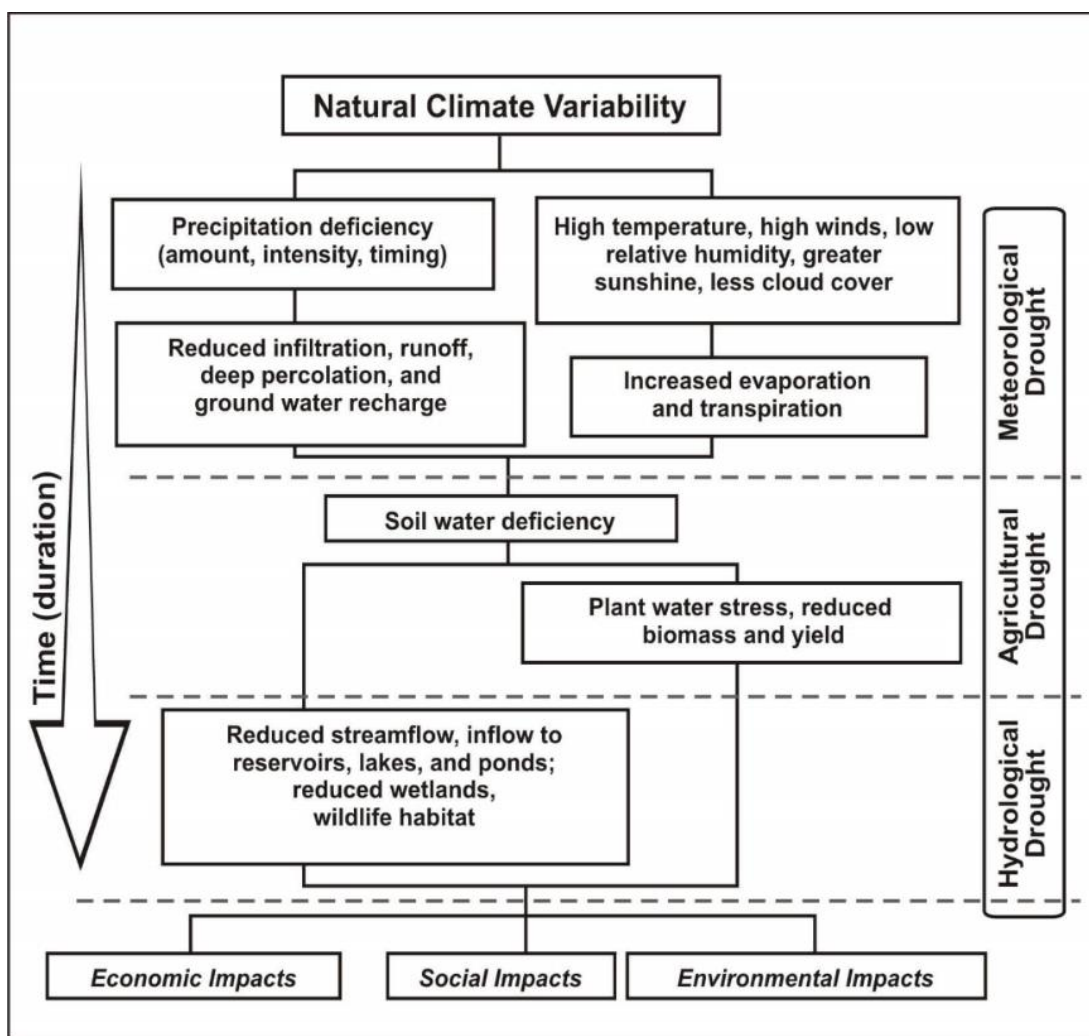 Natural Climate Variability
Precipitation deficiency
(amount, intensity, timing)
High temperature, high winds, low
relative humidity, greater
sunshine, less cloud cover
Reduced infiltration, runoff,
deep percolation, and
ground water recharge
Increased evaporation
and transpiration
Soil water deficiency
Plant water stress, reduced
biomass and yield
Reduced streamflow, inflow to
reservoirs, lakes, and ponds;
reduced wetlands,
wildlife habitat
Economic Impacts
Social Impacts
Environmental Impacts
Time (duration)
Meteorological
Drought
Agricultural
Drought
Hydrological
Drought